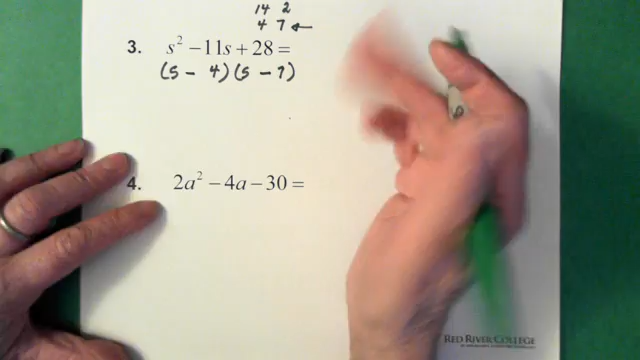 14 2
4 7 ←
3. s² − 11s + 28 =
(s − 4)(s − 7)
4. 2a² − 4a − 30 =
RED RIVER COLLEGE